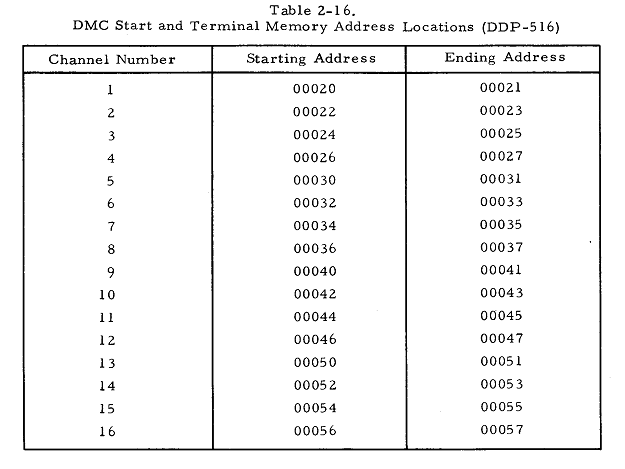 Table 2-16.
DMC Start and Terminal Memory Address Locations (DDP-516)
Channel Number Starting Address Ending Address
1 00020 00021
2 00022 00023
3 00024 00025
4 00026 00027
5 00030 00031
6 00032 00033
7 00034 00035
8 00036 00037
9 00040 00041
10 00042 00043
11 00044 00045
12 00046 00047
13 00050 00051
14 00052 00053
15 00054 00055
16 00056 00057